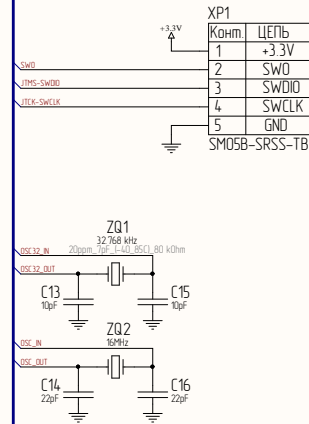 XP1
+3.3V
Конт. ЦЕПЬ
1 +3.3V
SWO 2 SWO
JTMS-SWDIO 3 SWDIO
JTCK-SWCLK 4 SWCLK
5 GND
SM05B-SRSS-TB
ZQ1
32.768 kHz
20ppm_7pF_(-40_85C)_80 kOhm
OSC32_IN
OSC32_OUT
C13 C15
10pF 10pF
ZQ2
16MHz
OSC_IN
OSC_OUT
C14 C16
22pF 22pF